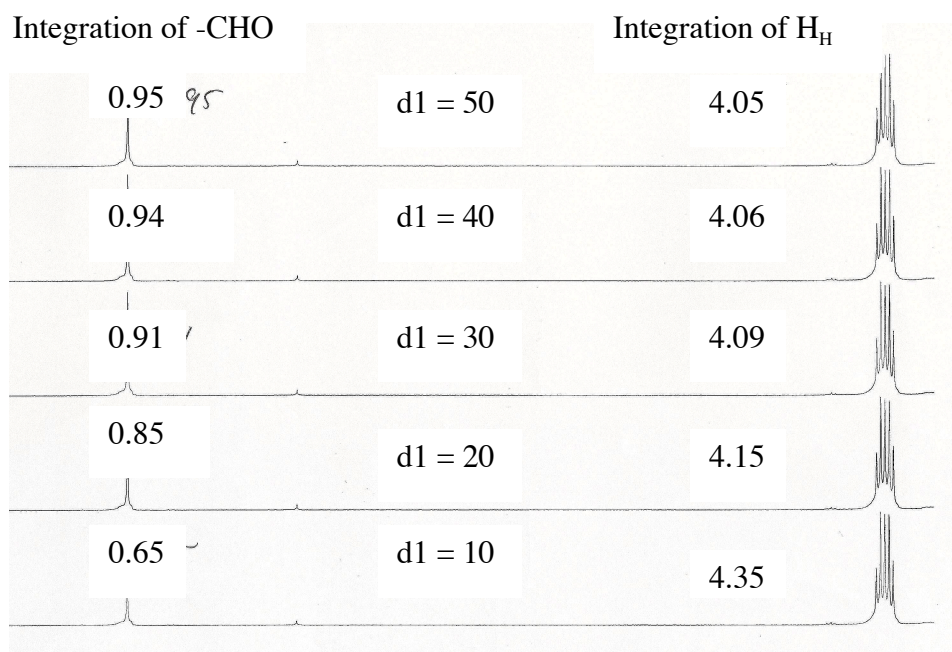 Integration of -CHO Integration of H_H
0.95 95 d1 = 50 4.05
0.94 d1 = 40 4.06
0.91 d1 = 30 4.09
0.85 d1 = 20 4.15
0.65 d1 = 10 4.35